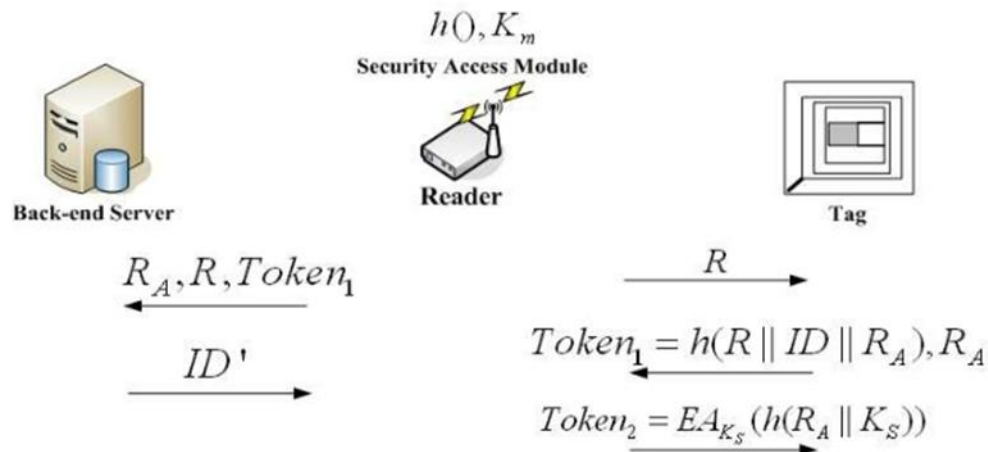 h(), K_m
Security Access Module
Reader
Back-end Server
Tag
R_A, R, Token_1
R
ID'
Token_1 = h(R || ID || R_A), R_A
Token_2 = EA_{K_S}(h(R_A || K_S))